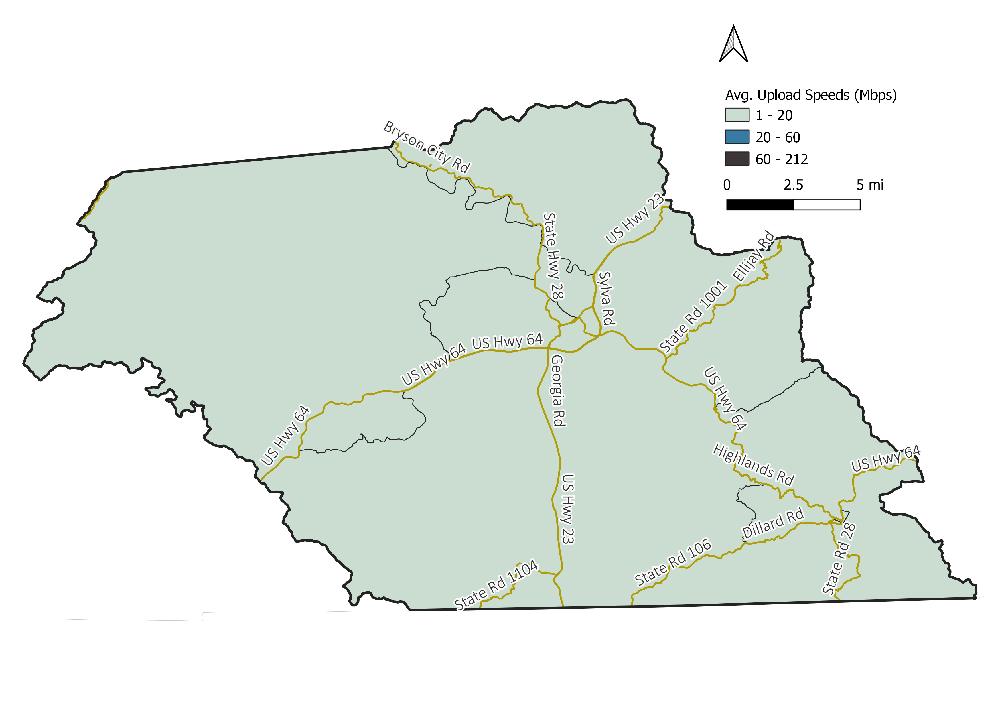 Avg. Upload Speeds (Mbps)
1 - 20
20 - 60
60 - 212
0 2.5 5 mi
Bryson City Rd
US Hwy 23
State Hwy 28
Ellijay Rd
Sylva Rd
State Rd 1001
US Hwy 64
US Hwy 64
Georgia Rd
US Hwy 64
US Hwy 64
Highlands Rd
US Hwy 64
US Hwy 23
Dillard Rd
State Rd 28
State Rd 106
State Rd 1104